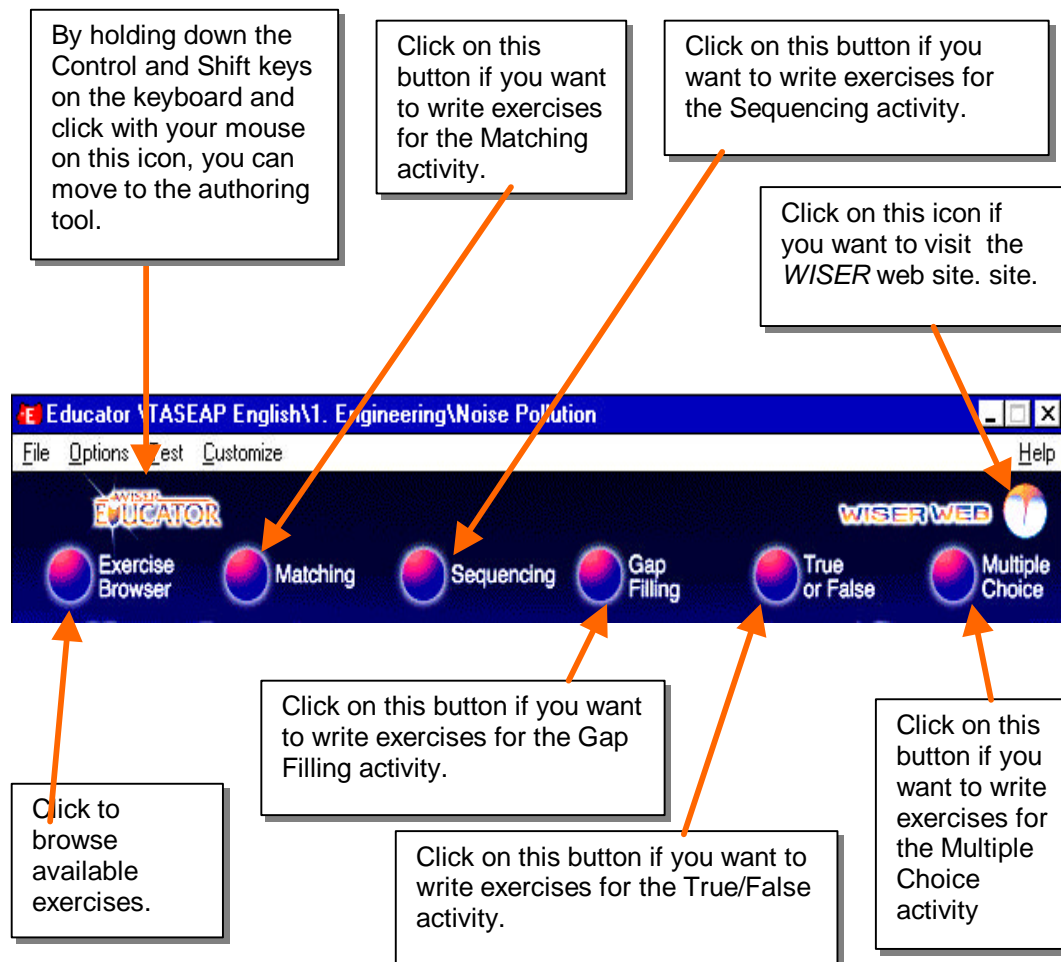 By holding down the
Control and Shift keys
on the keyboard and
click with your mouse
on this icon, you can
move to the authoring
tool.
Click on this
button if you want
to write exercises
for the Matching
activity.
Click on this button if you want to
want to write exercises for
the Sequencing activity.
Click on this icon if
you want to visit the
WISER web site. site.
Educator \TASEAP English\1. Engineering\Noise Pollution
File Options Test Customize Help
WISER
EDUCATOR
WISER WEB
Exercise
Browser
Matching
Sequencing
Gap
Filling
True
or False
Multiple
Choice
Click on this button if you want
to write exercises for the Gap
Filling activity.
Click on this
button if you
want to write
exercises for
the Multiple
Choice
activity
Click to
browse
available
exercises.
Click on this button if you want to
write exercises for the True/False
activity.